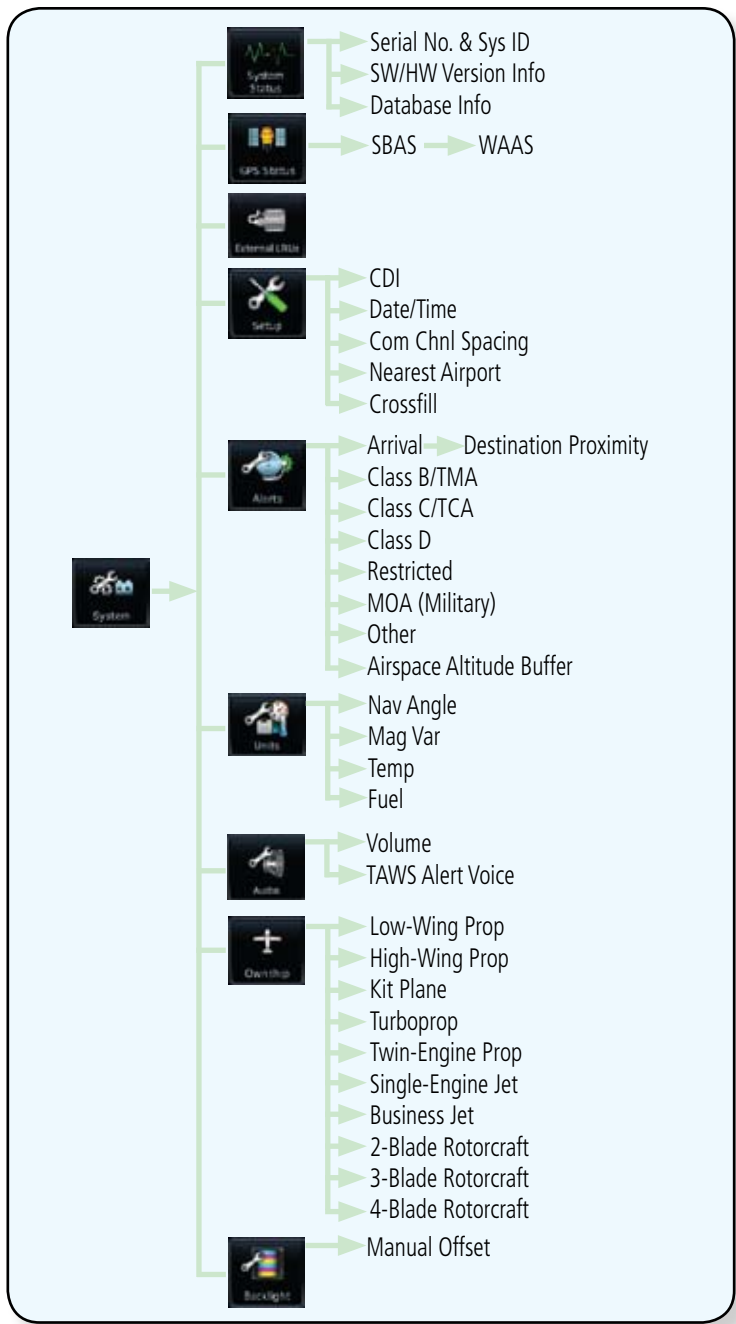 System
Status
Serial No. & Sys ID
SW/HW Version Info
Database Info
GPS Status
SBAS WAAS
External LRUs
Setup
CDI
Date/Time
Com Chnl Spacing
Nearest Airport
Crossfill
Alerts
Arrival Destination Proximity
Class B/TMA
Class C/TCA
Class D
Restricted
MOA (Military)
Other
Airspace Altitude Buffer
System
Units
Nav Angle
Mag Var
Temp
Fuel
Audio
Volume
TAWS Alert Voice
Ownship
Low-Wing Prop
High-Wing Prop
Kit Plane
Turboprop
Twin-Engine Prop
Single-Engine Jet
Business Jet
2-Blade Rotorcraft
3-Blade Rotorcraft
4-Blade Rotorcraft
Backlight
Manual Offset